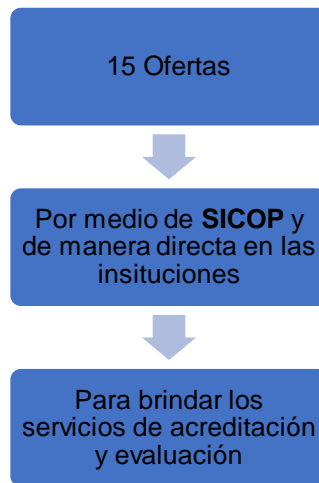 15 Ofertas
Por medio de SICOP y
de manera directa en las
insituciones
Para brindar los
servicios de acreditación
y evaluación